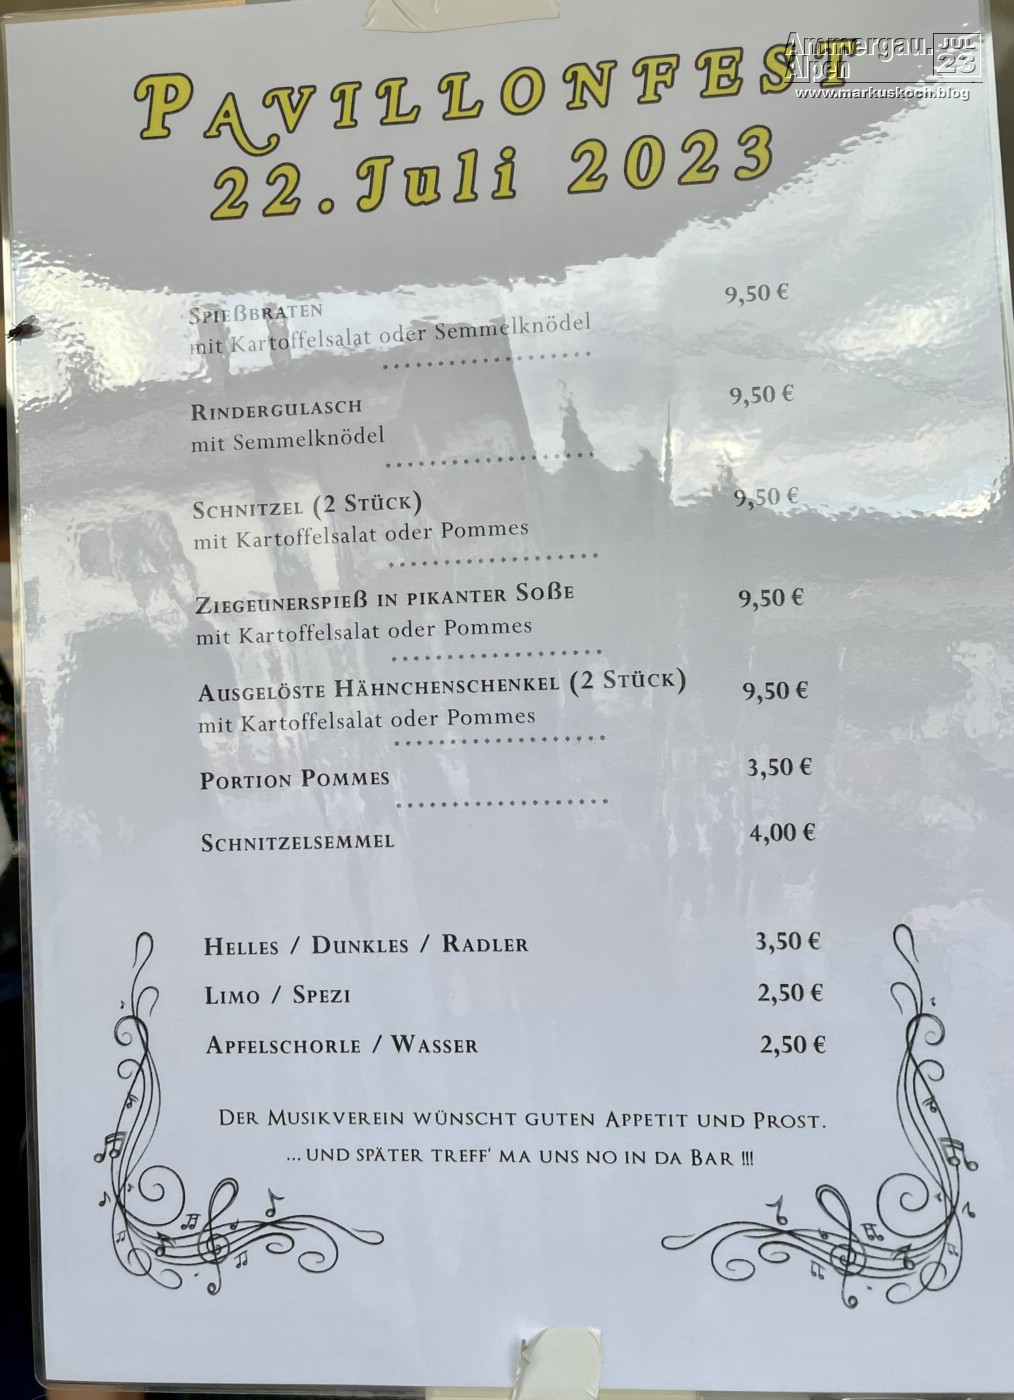 Ammergau.
Alpen
JUL
23
www.markuskoch.blog
PAVILLONFEST
22. Juli 2023
SPIEßBRATEN 9,50 €
mit Kartoffelsalat oder Semmelknödel
RINDERGULASCH 9,50 €
mit Semmelknödel
SCHNITZEL (2 STÜCK) 9,50 €
mit Kartoffelsalat oder Pommes
ZIEGEUNERSPIEß IN PIKANTER SOßE 9,50 €
mit Kartoffelsalat oder Pommes
AUSGELÖSTE HÄHNCHENSCHENKEL (2 STÜCK) 9,50 €
mit Kartoffelsalat oder Pommes
PORTION POMMES 3,50 €
SCHNITZELSEMMEL 4,00 €
HELLES / DUNKLES / RADLER 3,50 €
LIMO / SPEZI 2,50 €
APFELSCHORLE / WASSER 2,50 €
DER MUSIKVEREIN WÜNSCHT GUTEN APPETIT UND PROST.
... UND SPÄTER TREFF' MA UNS NO IN DA BAR !!!